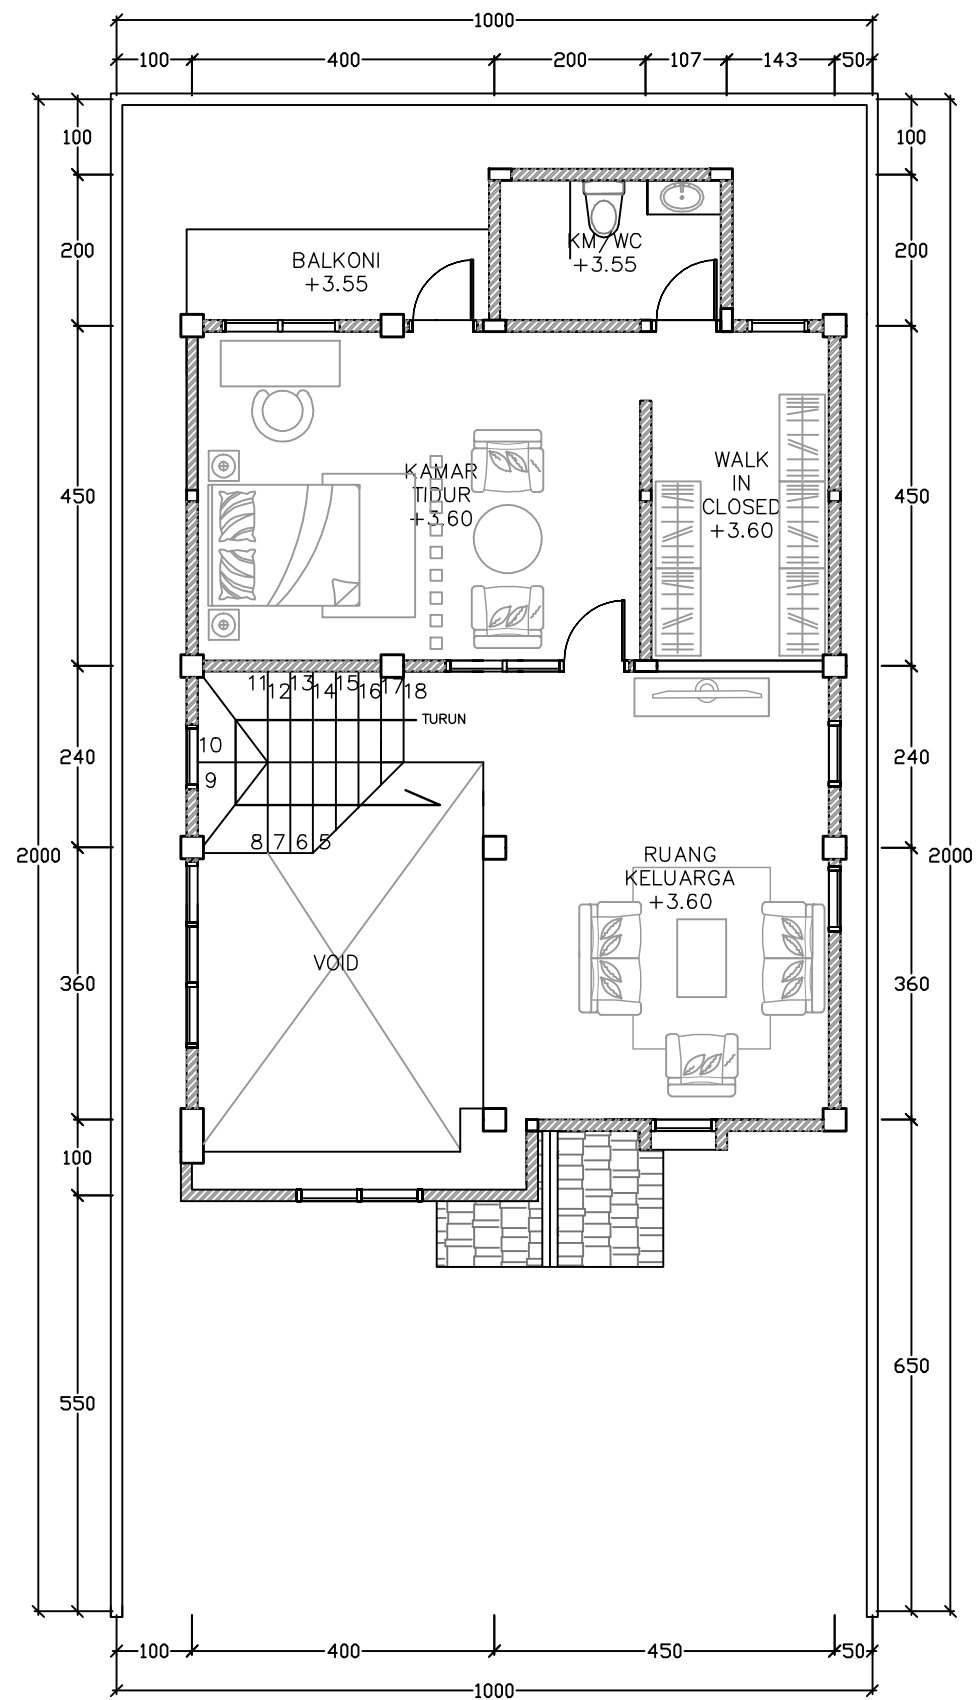 1000
100 400 200 107 143 50
100 100
200 200
BALKONI
+3.55
KM/WC
+3.55
450 450
KAMAR
TIDUR
+3.60
WALK
IN
CLOSED
+3.60
11 12 13 14 15 16 17 18
TURUN
10
9
240 240
8 7 6 5
2000 2000
RUANG
KELUARGA
+3.60
VOID
360 360
100
650
550
100 400 450 50
1000